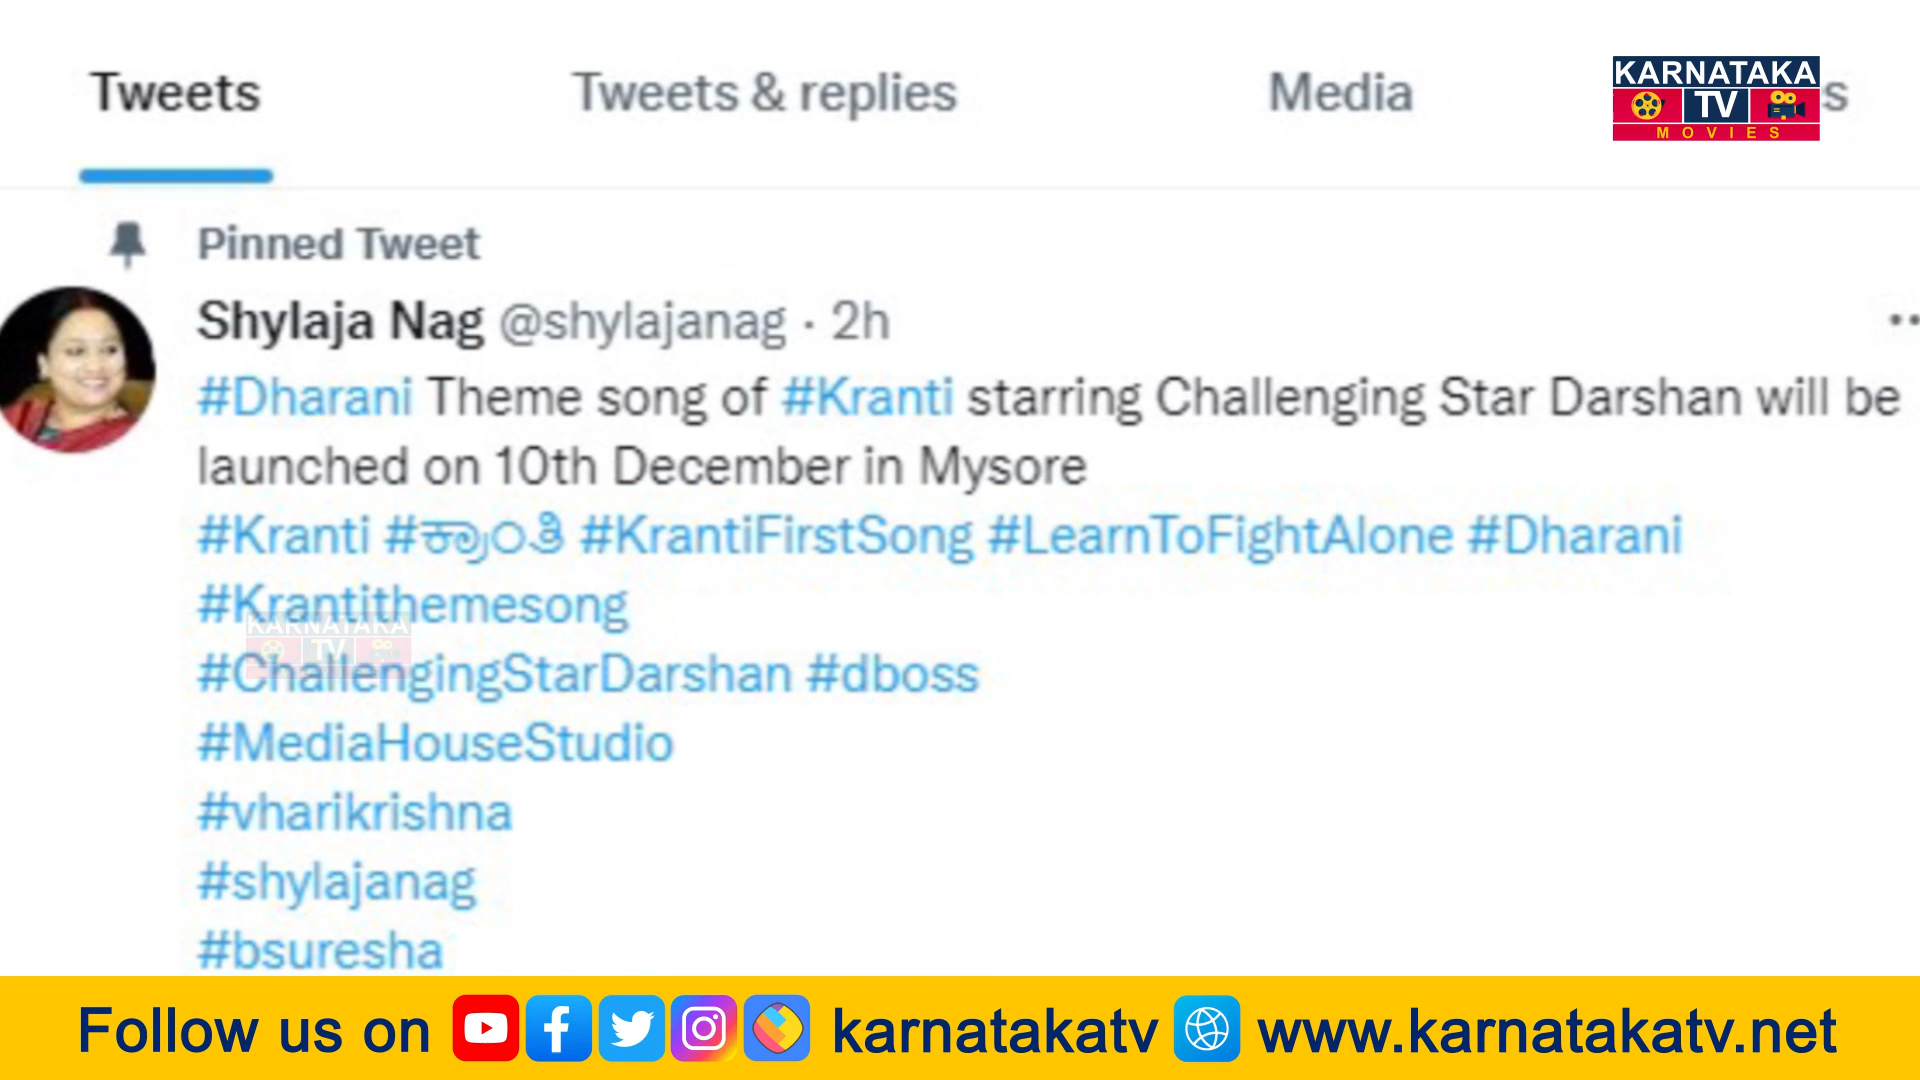 Tweets Tweets & replies Media s
KARNATAKA
TV
MOVIES
Pinned Tweet
Shylaja Nag @shylajanag · 2h
#Dharani Theme song of #Kranti starring Challenging Star Darshan will be
launched on 10th December in Mysore
#Kranti #ಕ್ರಾಂತಿ #KrantiFirstSong #LearnToFightAlone #Dharani
#Krantithemesong
KARNATAKA
TV
#ChallengingStarDarshan #dboss
#MediaHouseStudio
#vharikrishna
#shylajanag
#bsuresha
Follow us on karnatakatv www.karnatakatv.net